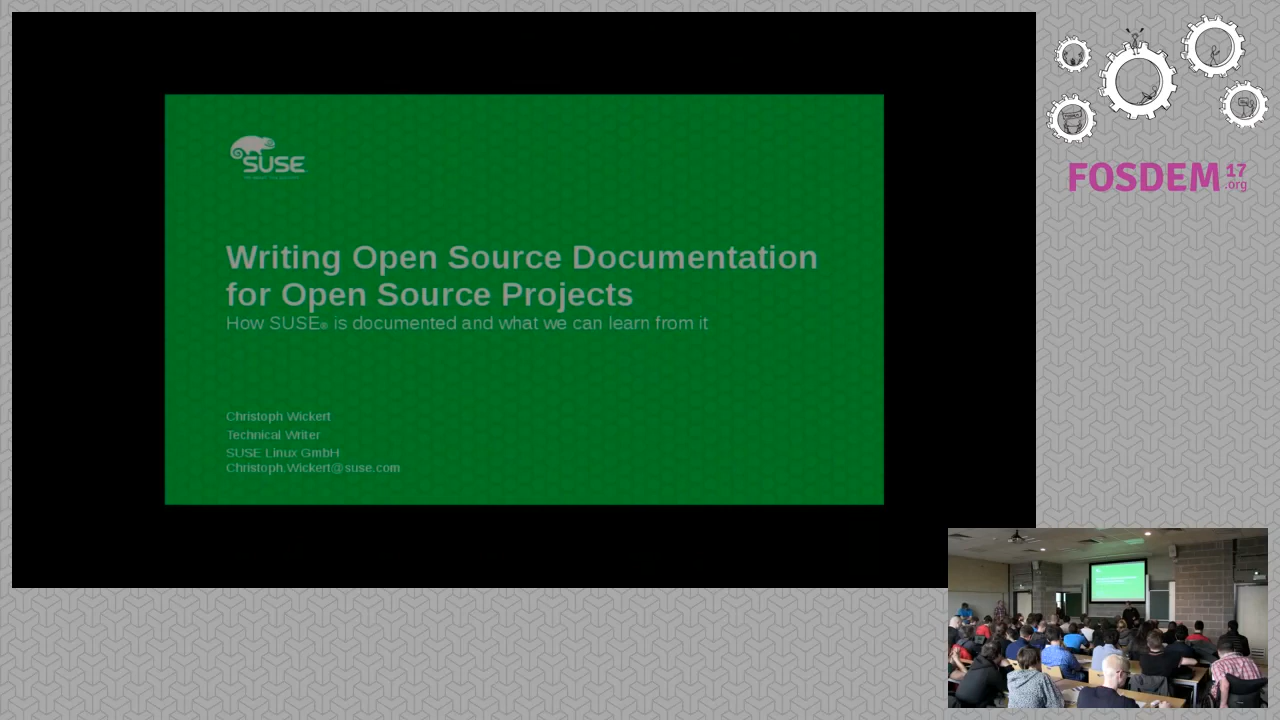 SUSE
Writing Open Source Documentation
for Open Source Projects
How SUSE® is documented and what we can learn from it
Christoph Wickert
Technical Writer
SUSE Linux GmbH
Christoph.Wickert@suse.com
FOSDEM 17
.org